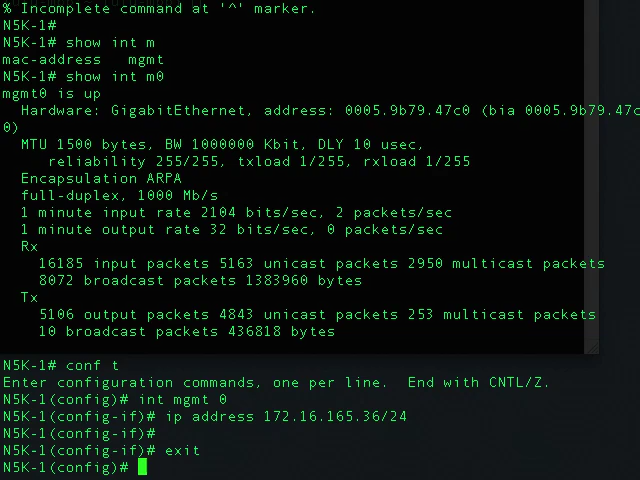 % Incomplete command at '^' marker.
N5K-1#
N5K-1# show int m
mac-address   mgmt
N5K-1# show int m0
mgmt0 is up
  Hardware: GigabitEthernet, address: 0005.9b79.47c0 (bia 0005.9b79.47c
0)
  MTU 1500 bytes, BW 1000000 Kbit, DLY 10 usec,
     reliability 255/255, txload 1/255, rxload 1/255
  Encapsulation ARPA
  full-duplex, 1000 Mb/s
  1 minute input rate 2104 bits/sec, 2 packets/sec
  1 minute output rate 32 bits/sec, 0 packets/sec
  Rx
    16185 input packets 5163 unicast packets 2950 multicast packets
    8072 broadcast packets 1383960 bytes
  Tx
    5106 output packets 4843 unicast packets 253 multicast packets
    10 broadcast packets 436818 bytes
N5K-1# conf t
Enter configuration commands, one per line.  End with CNTL/Z.
N5K-1(config)# int mgmt 0
N5K-1(config-if)# ip address 172.16.165.36/24
N5K-1(config-if)#
N5K-1(config-if)# exit
N5K-1(config)#